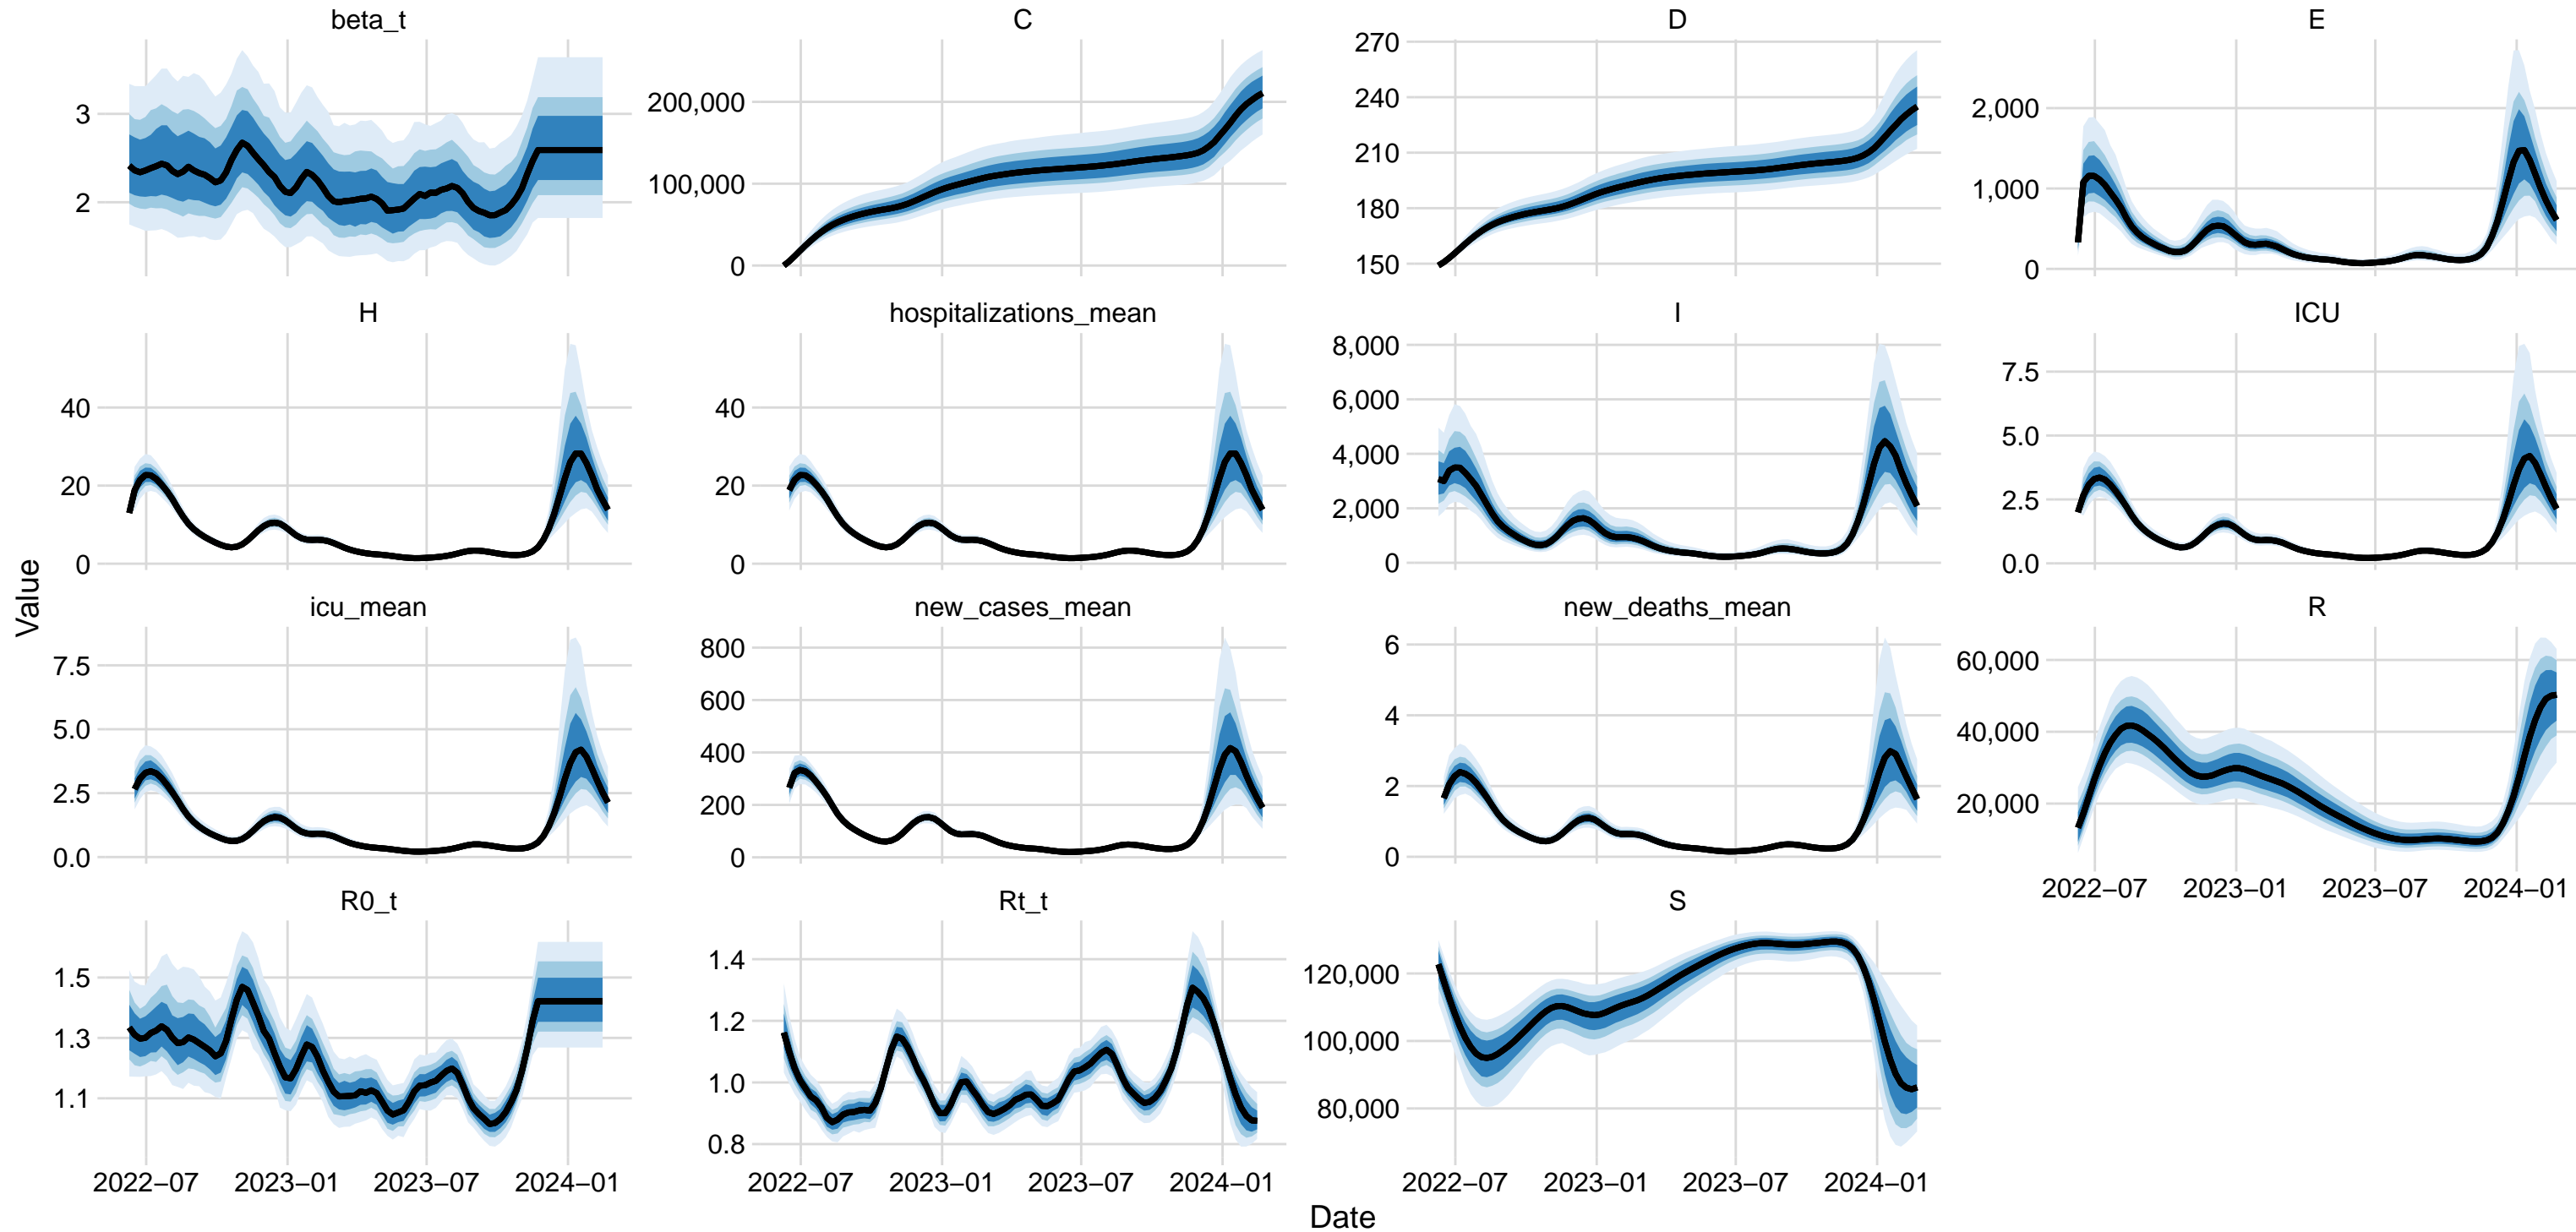 beta_t
C
D
E
3
2
200,000
100,000
0
270
240
210
180
150
2,000
1,000
0
H
hospitalizations_mean
I
ICU
40
20
0
40
20
0
8,000
6,000
4,000
2,000
0
7.5
5.0
2.5
0.0
Value
icu_mean
new_cases_mean
new_deaths_mean
R
7.5
5.0
2.5
0.0
800
600
400
200
0
6
4
2
0
60,000
40,000
20,000
2022−07 2023−01 2023−07 2024−01
R0_t
Rt_t
S
1.5
1.3
1.1
1.4
1.2
1.0
0.8
120,000
100,000
80,000
2022−07 2023−01 2023−07 2024−01
2022−07 2023−01 2023−07 2024−01
2022−07 2023−01 2023−07 2024−01
Date